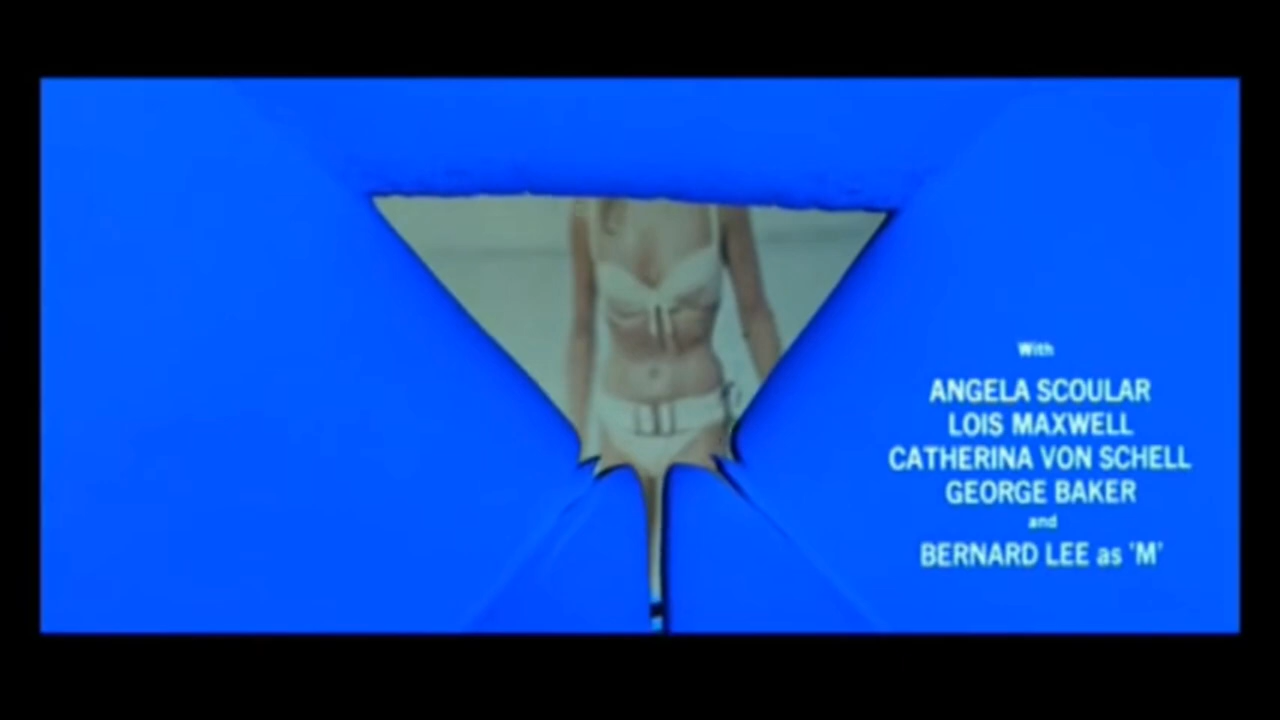 With
ANGELA SCOULAR
LOIS MAXWELL
CATHERINA VON SCHELL
GEORGE BAKER
and
BERNARD LEE as 'M'